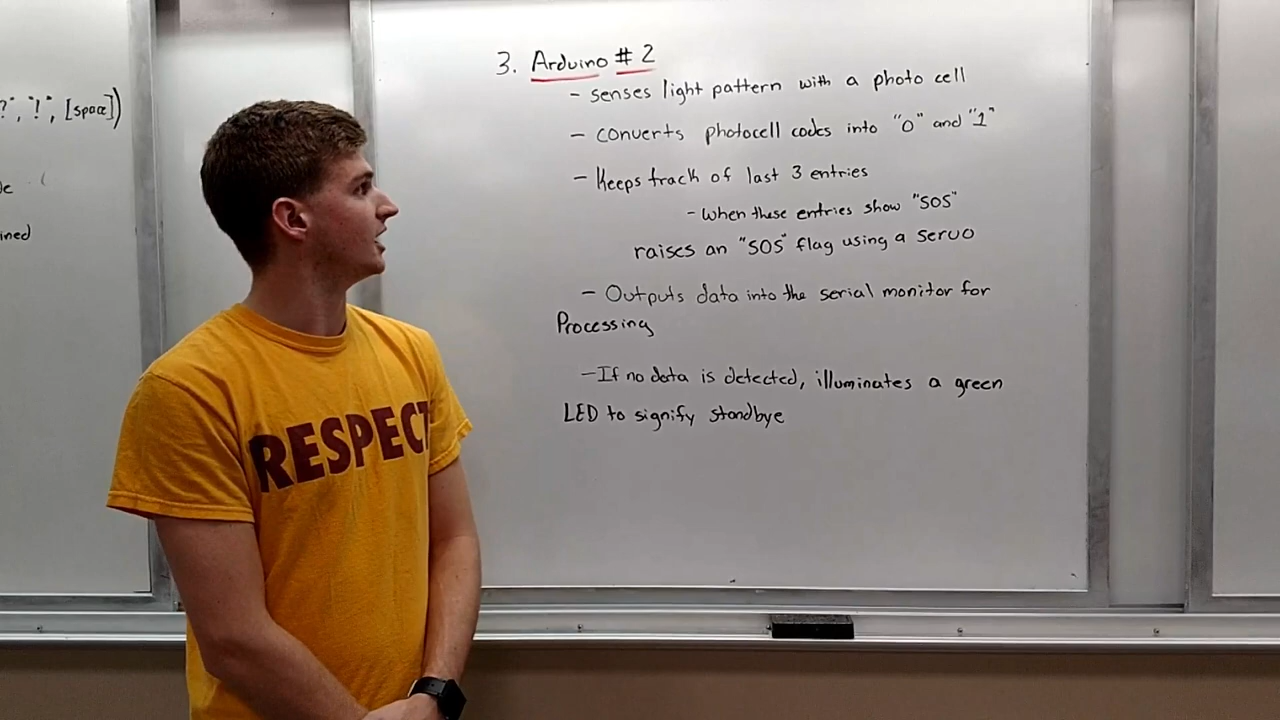 ?", "!", [space])
ined
3. Arduino # 2
- senses light pattern with a photo cell
- converts photocell codes into "0" and "1"
- Keeps track of last 3 entries
- when these entries show "SOS"
raises an "SOS" flag using a servo
- Outputs data into the serial monitor for
Processing
- If no data is detected, illuminates a green
LED to signify standbye
RESPECT